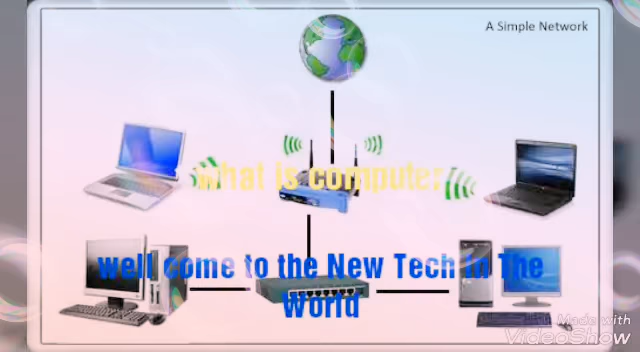 A Simple Network
what is computer
well come to the New Tech In The
World
Made with
VideoShow